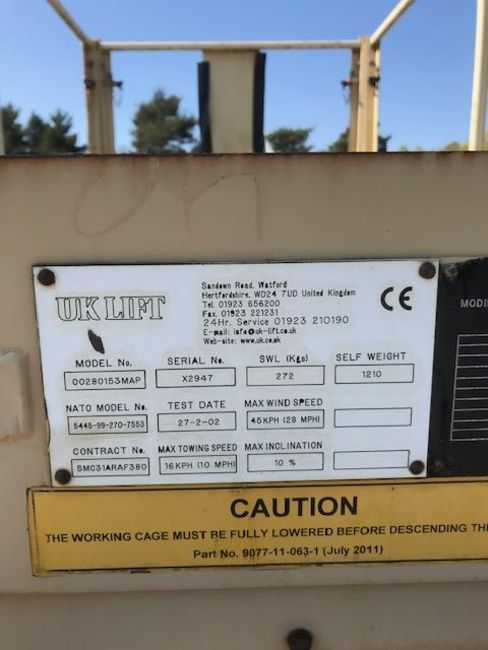 UK LIFT
Sandown Road, Watford
Hertfordshire, WD24 7UD United Kingdom
Tel. 01923 656200
Fax. 01923 221231
24Hr. Service 01923 210190
E-mail: info@uk-lift.co.uk
Web-site: www.uk.co.uk
CE
MODEL No.
SERIAL No.
SWL (KGs)
SELF WEIGHT
00280153MAP
X2947
272
1210
NATO MODEL No.
TEST DATE
MAX WIND SPEED
5445-99-270-7553
27-2-02
45KPH (28 MPH)
CONTRACT No.
MAX TOWING SPEED
MAX INCLINATION
SMC31ARAF380
16KPH (10 MPH)
10 %
MODE
CAUTION
THE WORKING CAGE MUST BE FULLY LOWERED BEFORE DESCENDING TH
Part No. 9077-11-063-1 (July 2011)